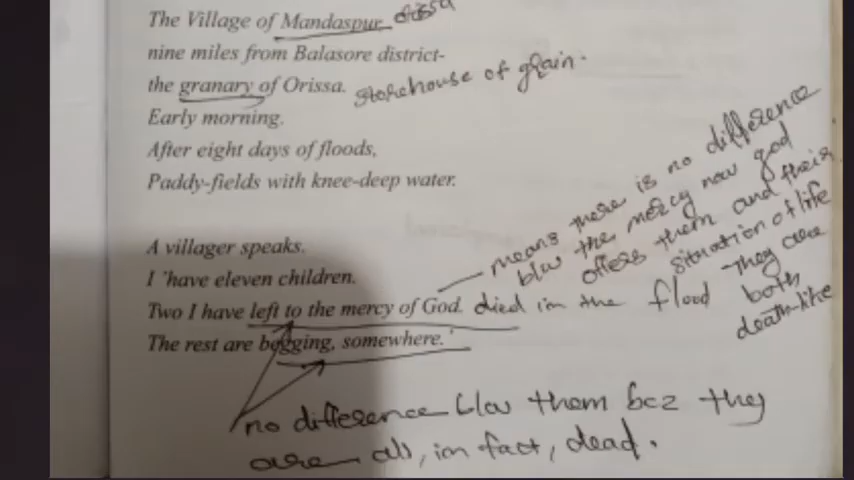 The Village of Mandaspur orissa
nine miles from Balasore district-
the granary of Orissa. storehouse of grain.
Early morning.
After eight days of floods,
Paddy-fields with knee-deep water.
means there is no difference
b/w the mercy now god
offers them and their
situation of life
They are
both
death-like
A villager speaks.
I 'have eleven children.
Two I have left to the mercy of God. died in the flood
The rest are begging, somewhere.'
no difference b/w them bcz they
are all, in fact, dead.